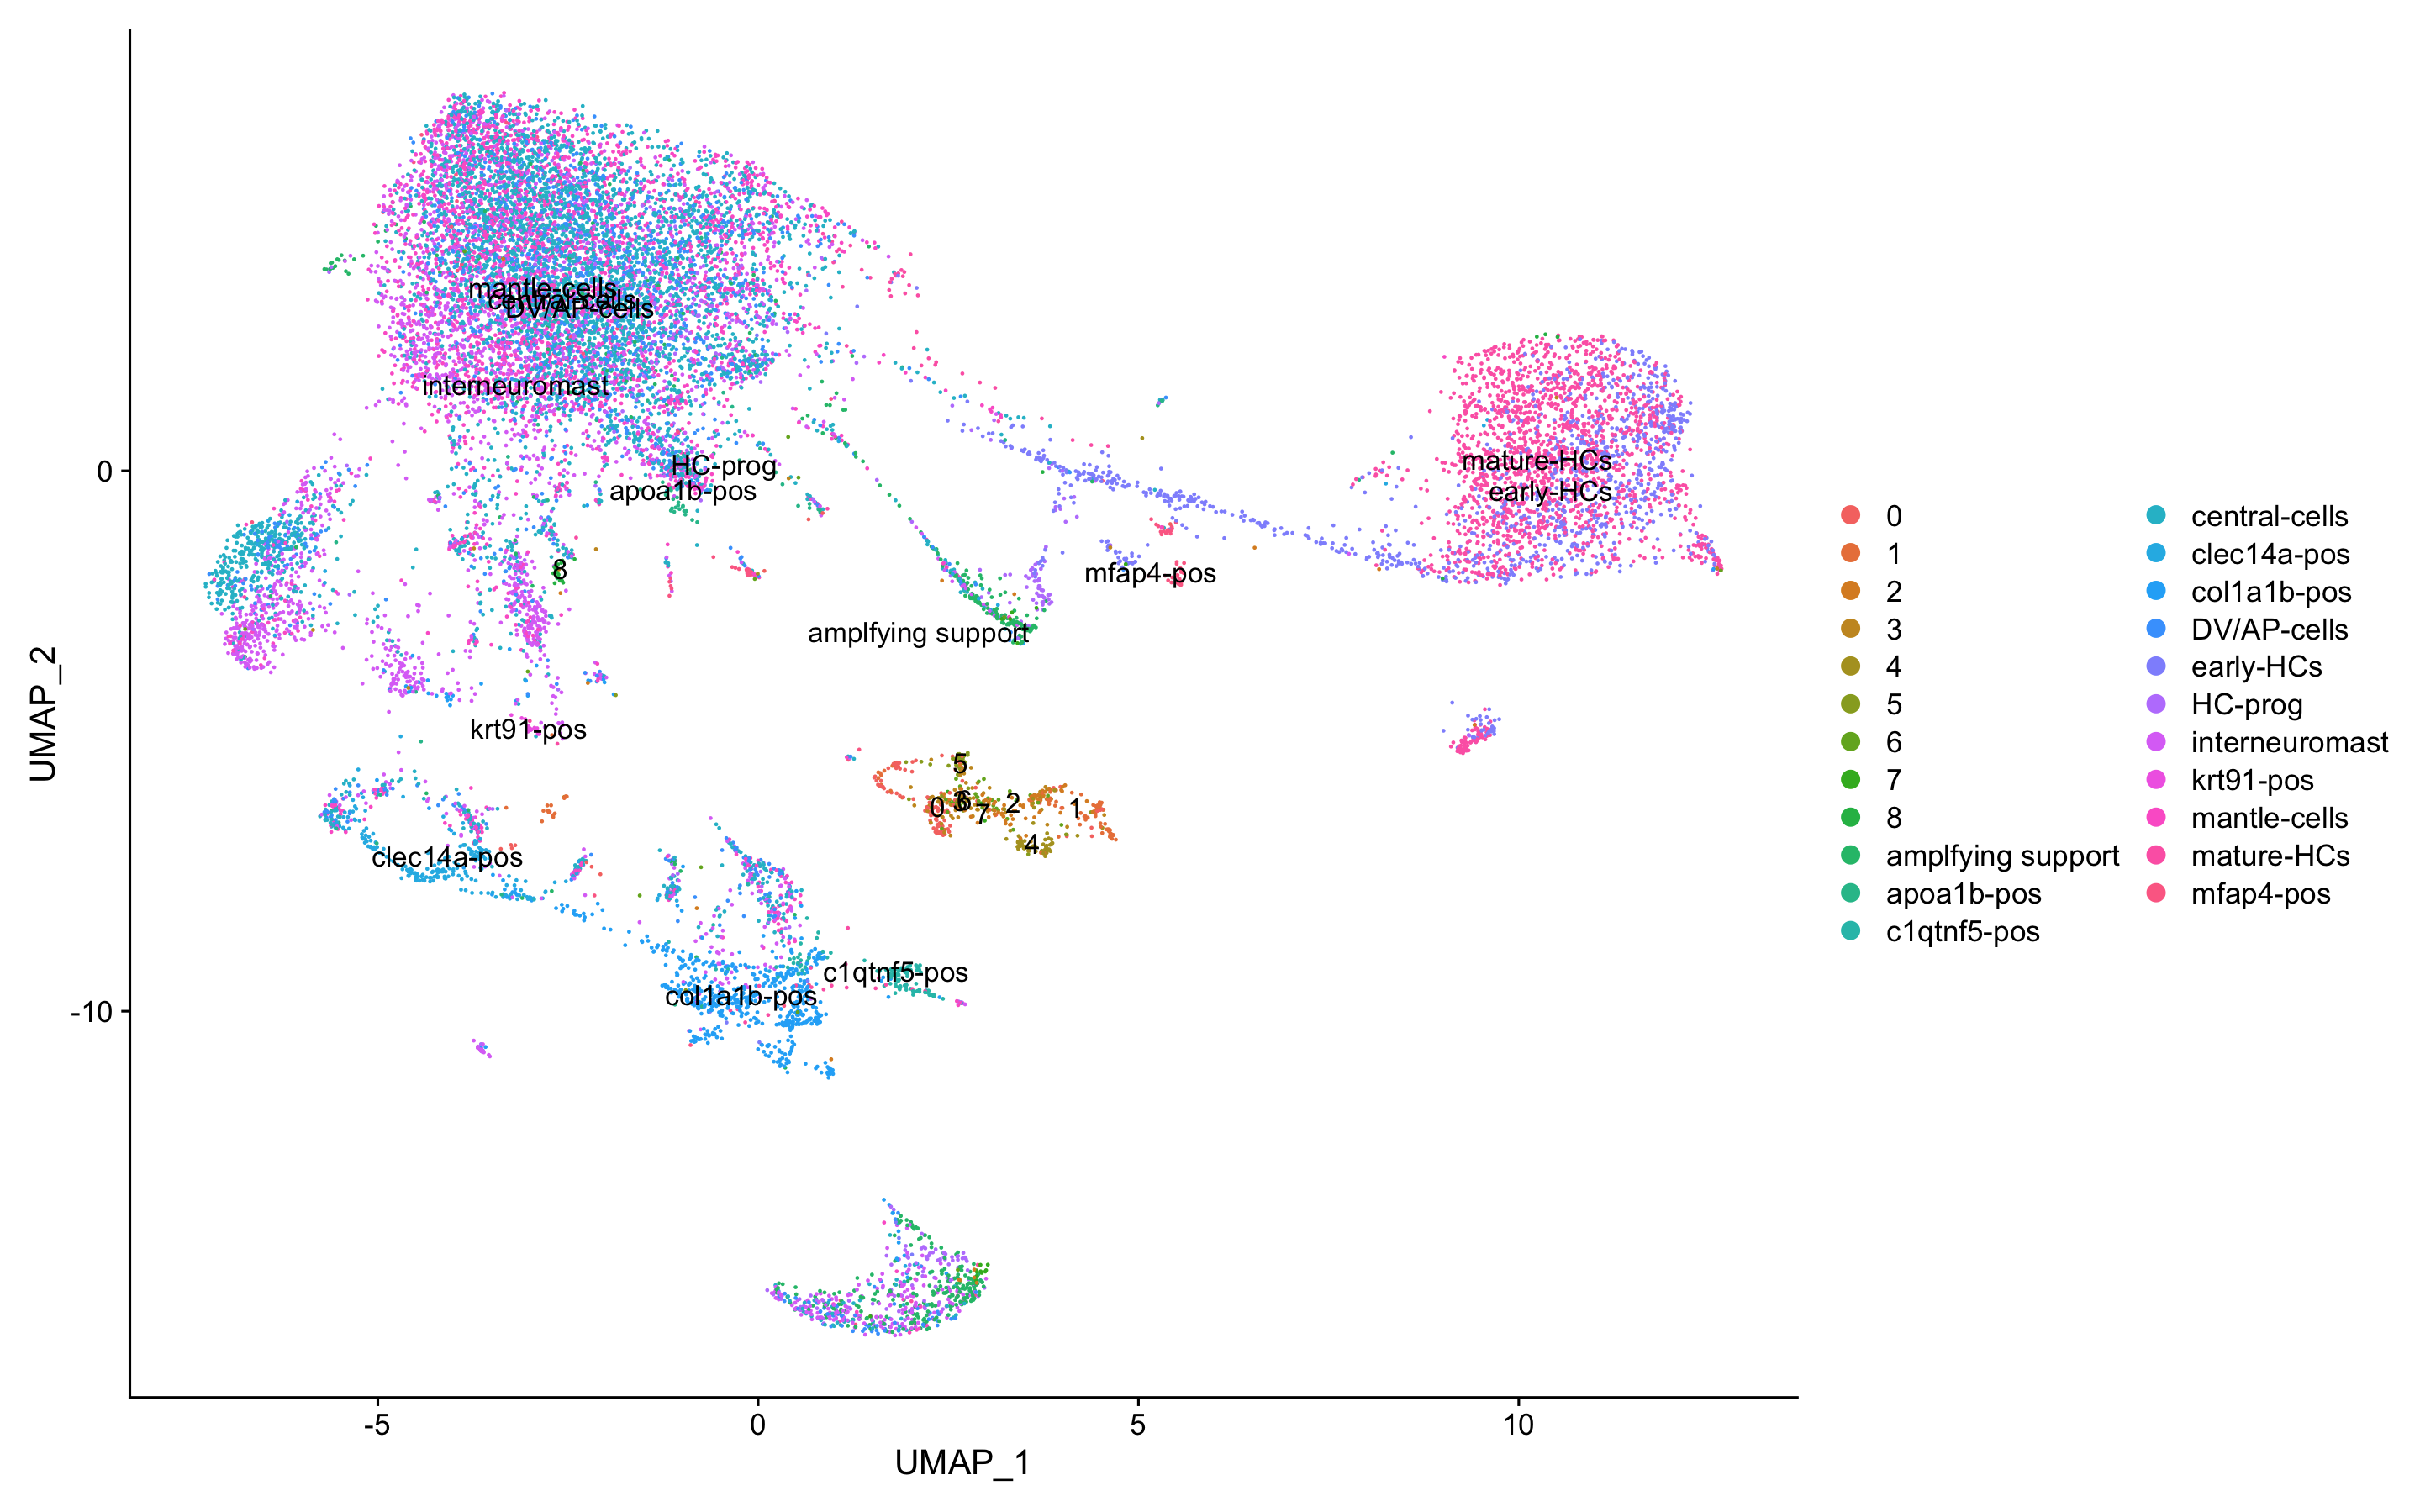 mantle-cells
central-cells
DV/AP-cells
interneuromast
HC-prog
apoa1b-pos
mature-HCs
early-HCs
8
mfap4-pos
amplfying support
krt91-pos
5
0
3
6
7
2
1
4
clec14a-pos
c1qtnf5-pos
col1a1b-pos
0
-10
UMAP_2
-5
0
5
10
UMAP_1
0
1
2
3
4
5
6
7
8
amplfying support
apoa1b-pos
c1qtnf5-pos
central-cells
clec14a-pos
col1a1b-pos
DV/AP-cells
early-HCs
HC-prog
interneuromast
krt91-pos
mantle-cells
mature-HCs
mfap4-pos